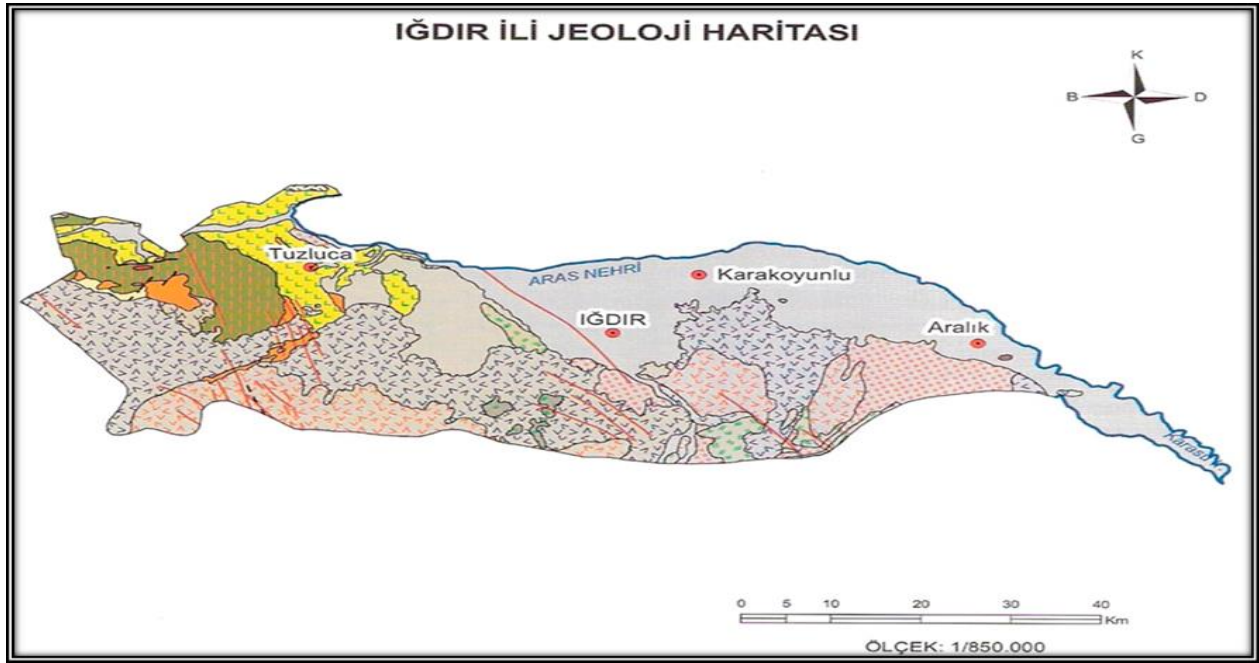 IĞDIR İLİ JEOLOJİ HARİTASI
K
B
D
G
Tuzluca
ARAS NEHRİ
Karakoyunlu
IĞDIR
Aralık
Karasu
0 5 10 20 30 40
Km
ÖLÇEK: 1/850.000